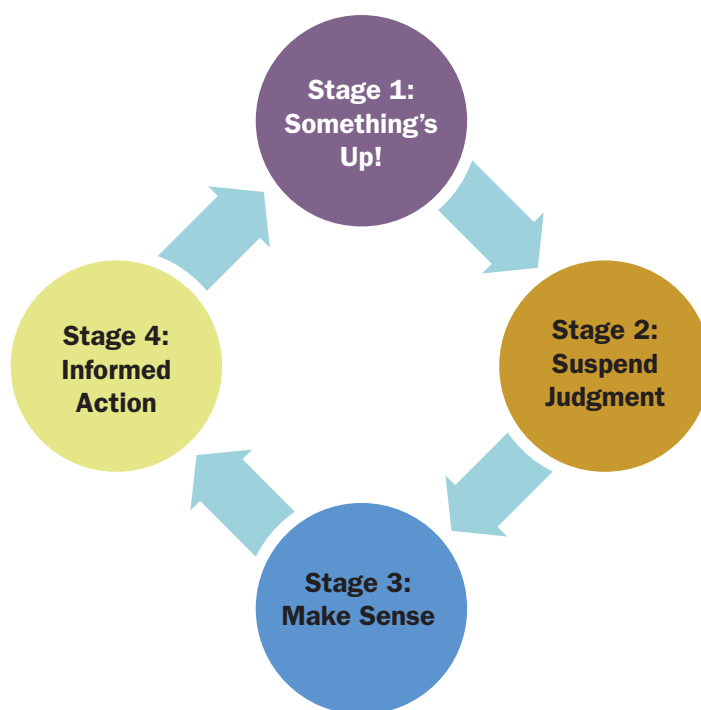 Stage 1:
Something’s
Up!
Stage 2:
Suspend
Judgment
Stage 3:
Make Sense
Stage 4:
Informed
Action